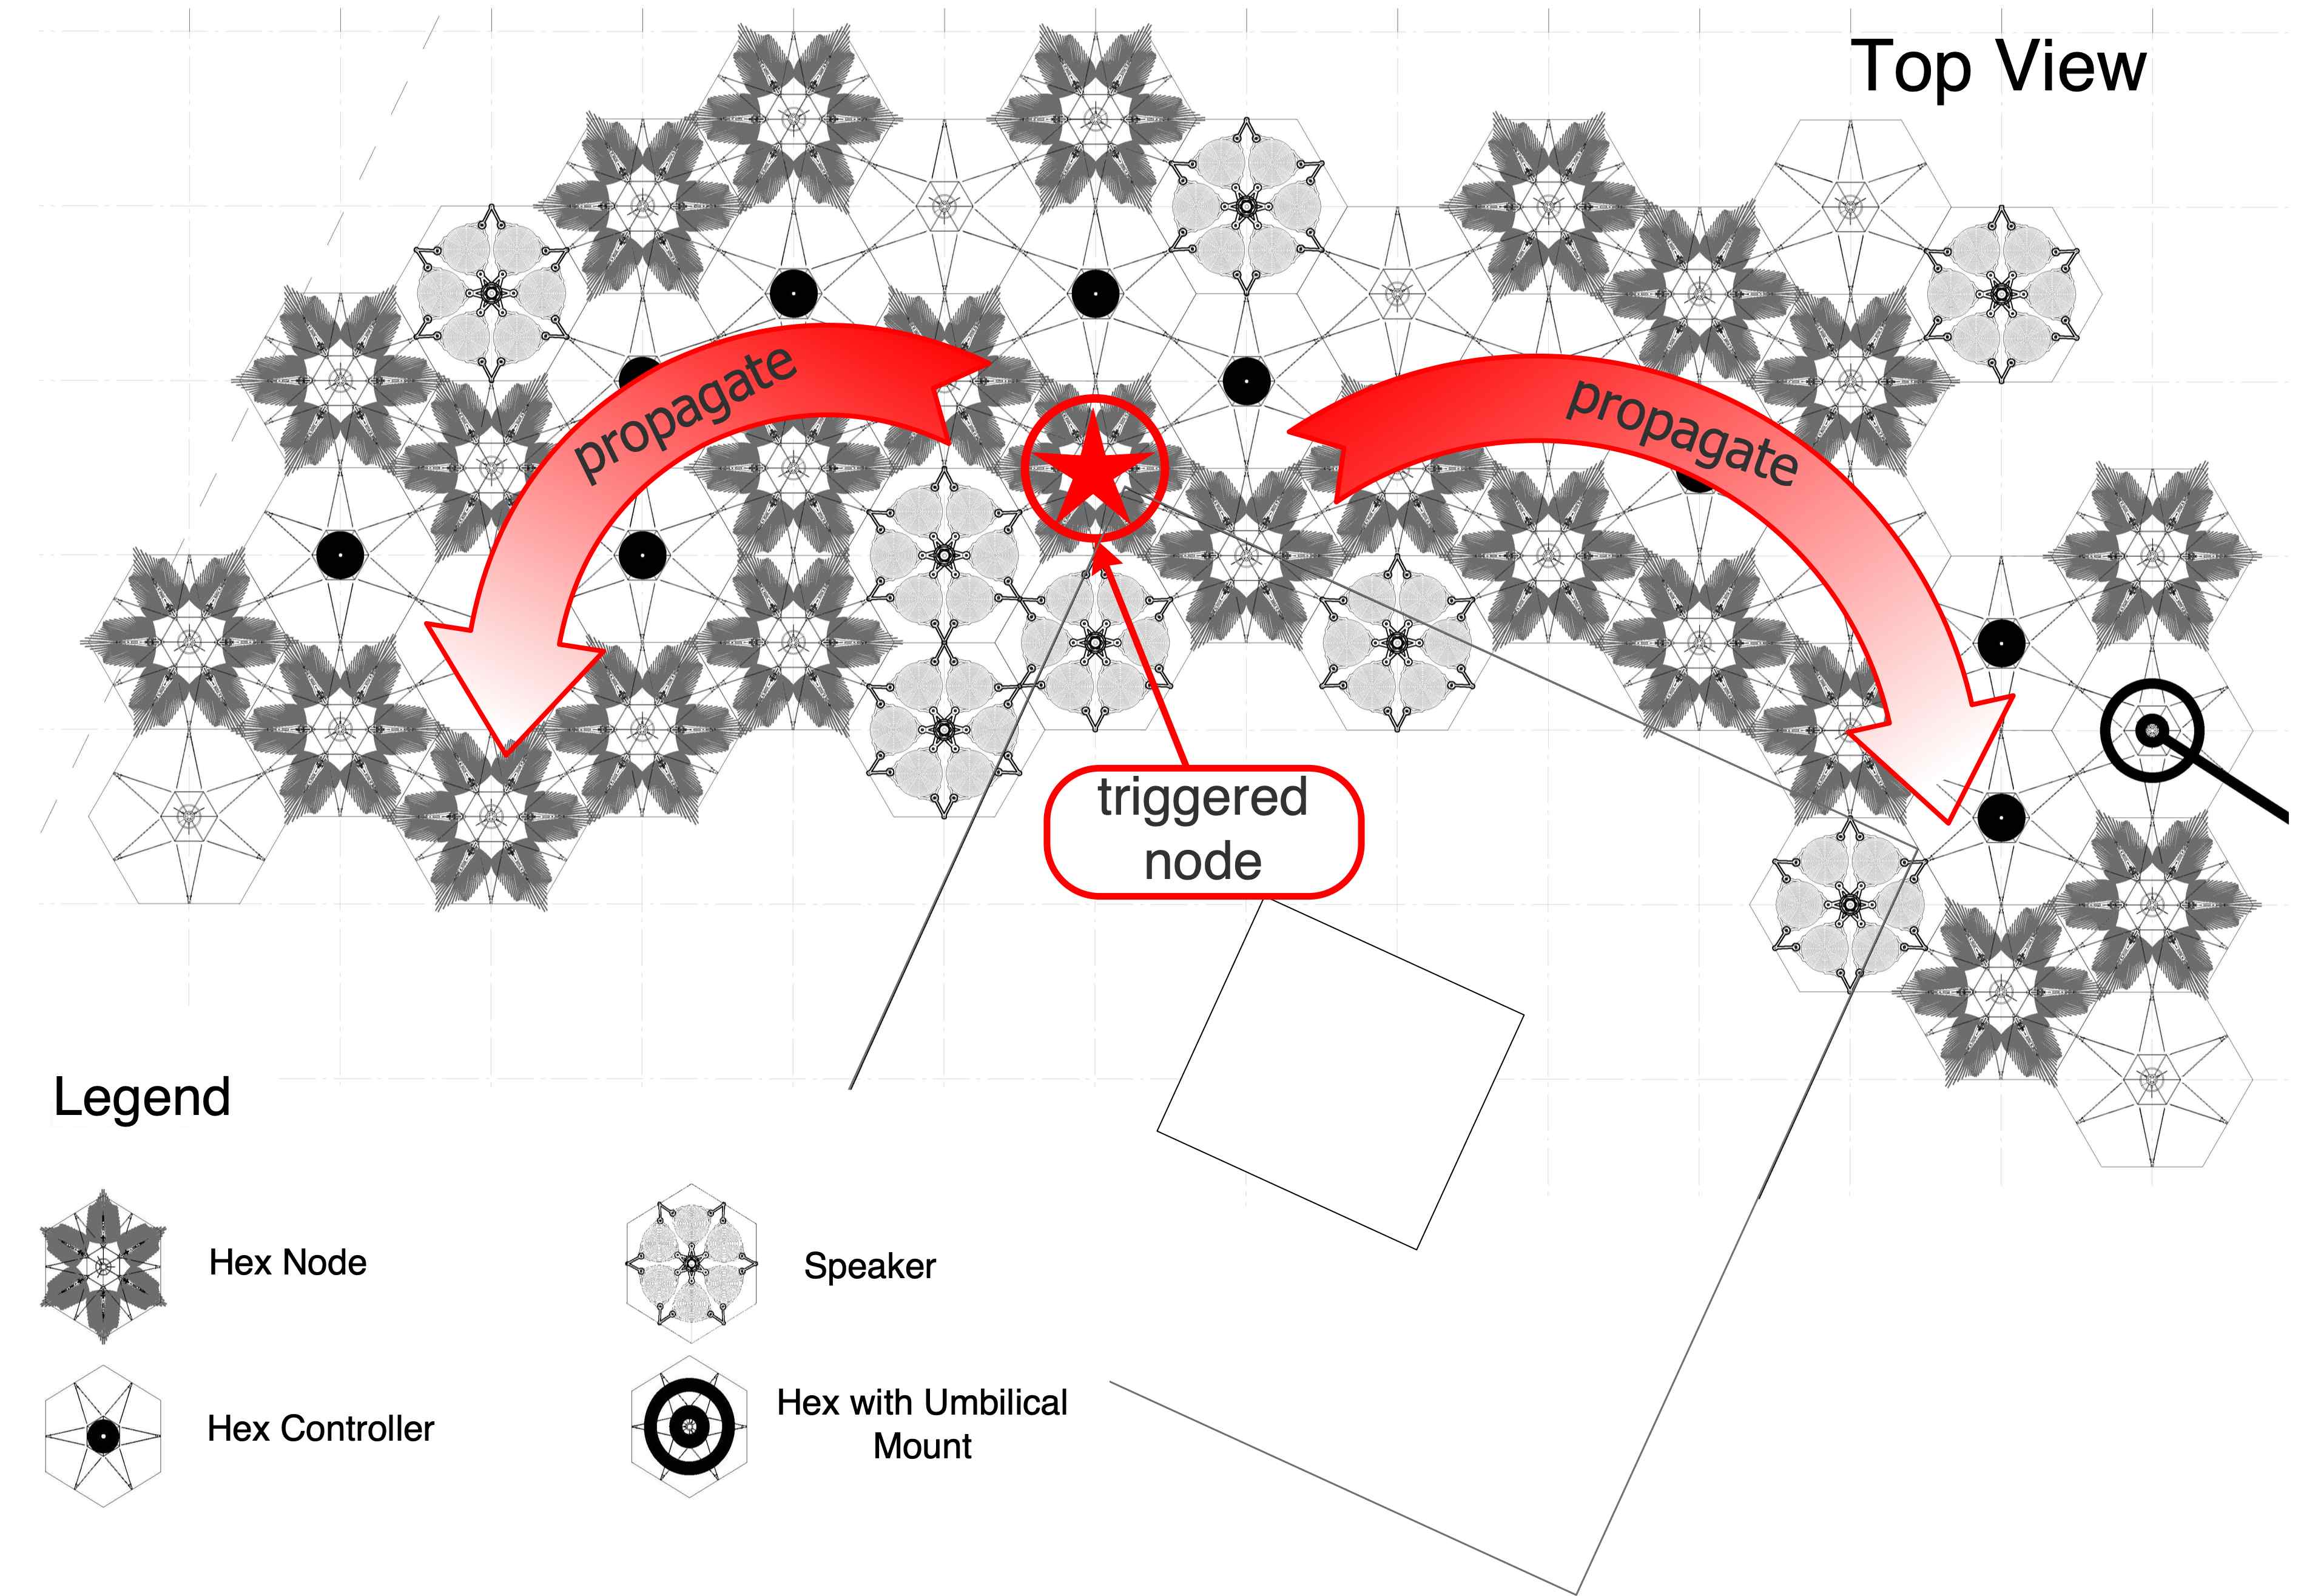 Top View
propagate
propagate
triggered
node
Legend
Hex Node
Speaker
Hex Controller
Hex with Umbilical
Mount